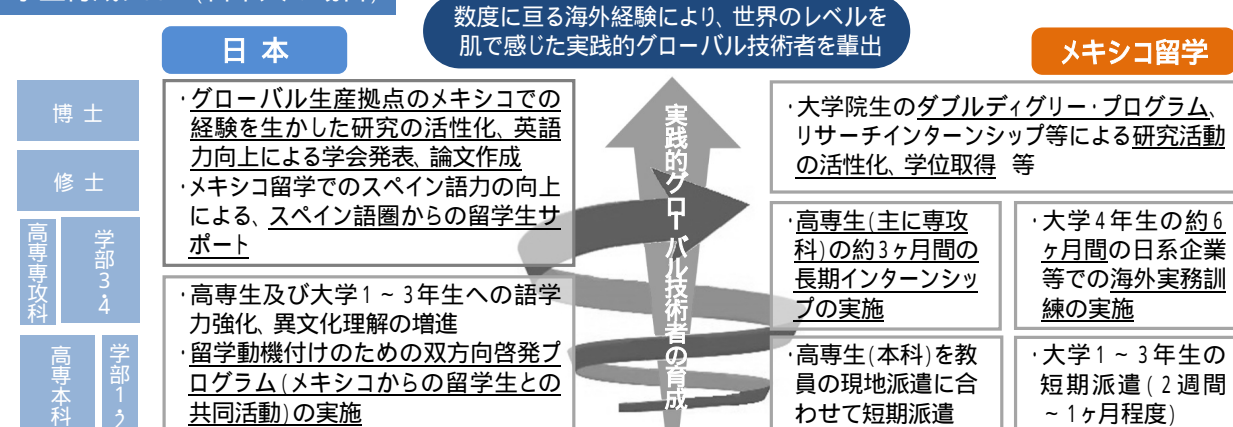 数度に亘る海外経験により、世界のレベルを
肌で感じた実践的グローバル技術者を輩出
日 本
メキシコ留学
博 士
修 士
高専専攻科
学部3・4
高専本科
学部1・2
・グローバル生産拠点のメキシコでの
経験を生かした研究の活性化、英語
力向上による学会発表、論文作成
・メキシコ留学でのスペイン語力の向上
による、スペイン語圏からの留学生サ
ポート
・高専生及び大学1~3年生への語学
力強化、異文化理解の増進
・留学動機付けのための双方向啓発プ
ログラム(メキシコからの留学生との
共同活動)の実施
実践的グローバル技術者の育成
・大学院生のダブルディグリー・プログラム、
リサーチインターンシップ等による研究活動
の活性化、学位取得 等
・高専生(主に専攻
科)の約3ヶ月間の
長期インターンシッ
プの実施
・大学4年生の約6
ヶ月間の日系企業
等での海外実務訓
練の実施
・高専生(本科)を教
員の現地派遣に合
わせて短期派遣
・大学1~3年生の
短期派遣(2週間
~1ヶ月程度)